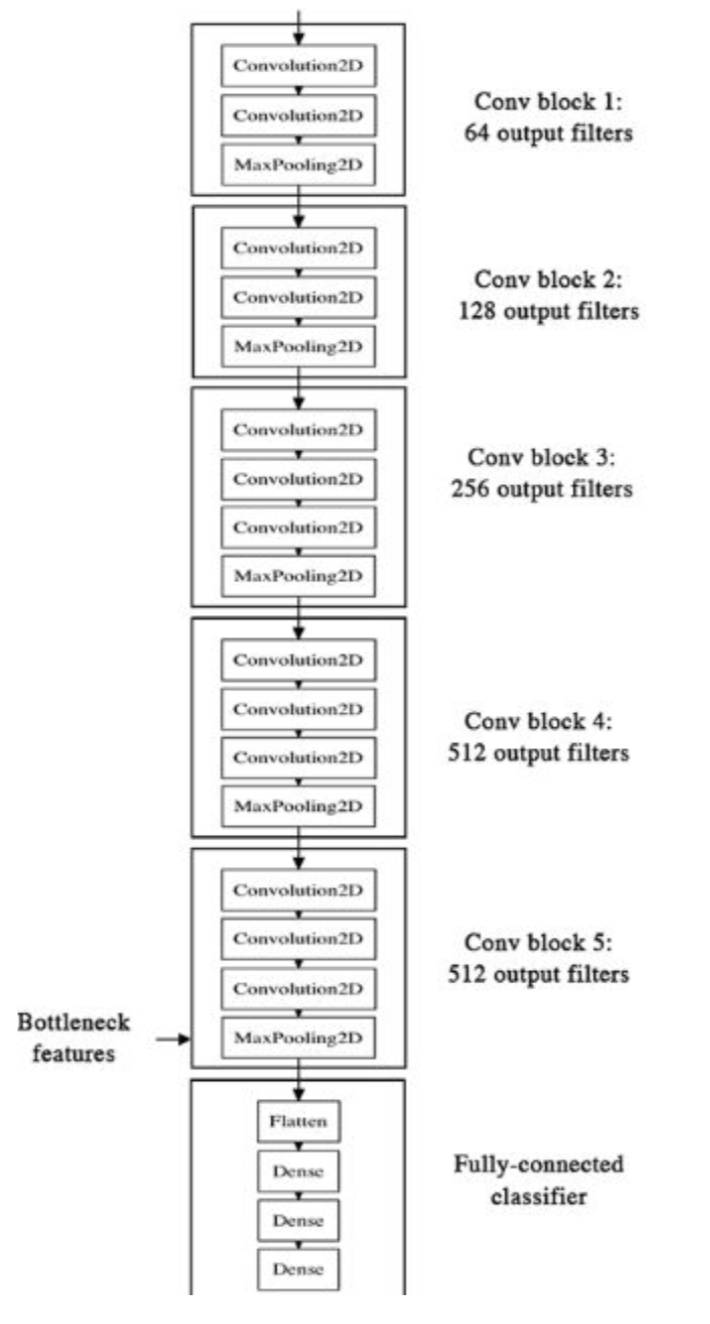 Convolution2D
Convolution2D
MaxPooling2D
Conv block 1:
64 output filters
Convolution2D
Convolution2D
MaxPooling2D
Conv block 2:
128 output filters
Convolution2D
Convolution2D
Convolution2D
MaxPooling2D
Conv block 3:
256 output filters
Convolution2D
Convolution2D
Convolution2D
MaxPooling2D
Conv block 4:
512 output filters
Convolution2D
Convolution2D
Convolution2D
MaxPooling2D
Conv block 5:
512 output filters
Bottleneck
features
Flatten
Dense
Dense
Dense
Fully-connected
classifier